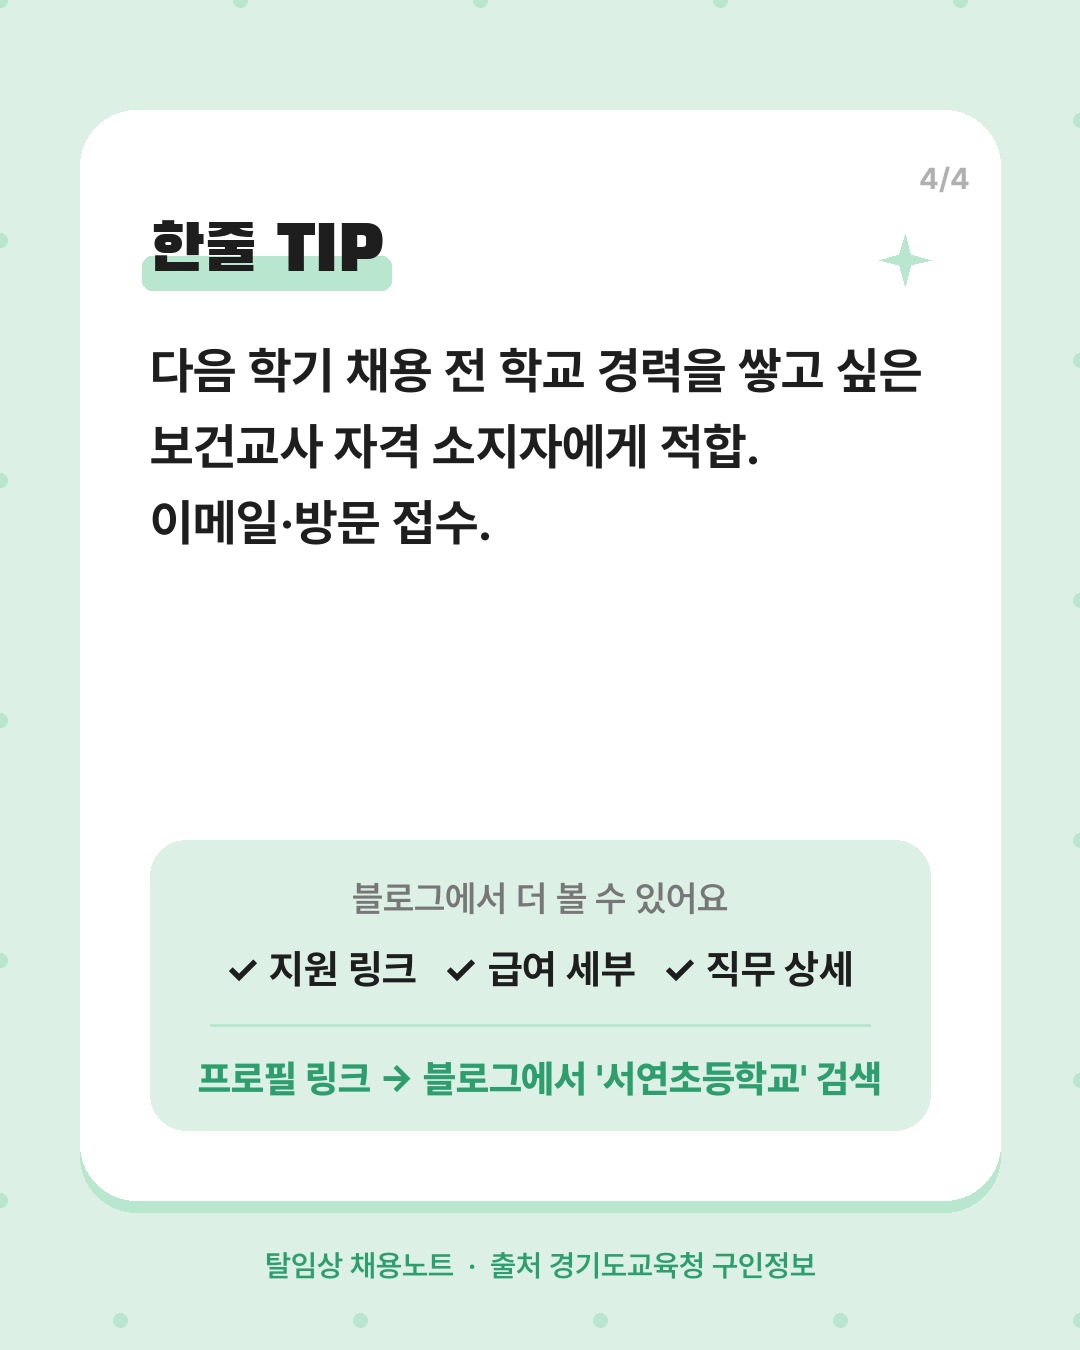 4/4
한줄 TIP
다음 학기 채용 전 학교 경력을 쌓고 싶은
보건교사 자격 소지자에게 적합.
이메일·방문 접수.
블로그에서 더 볼 수 있어요
✓ 지원 링크 ✓ 급여 세부 ✓ 직무 상세
프로필 링크 → 블로그에서 '서연초등학교' 검색
탈임상 채용노트 · 출처 경기도교육청 구인정보